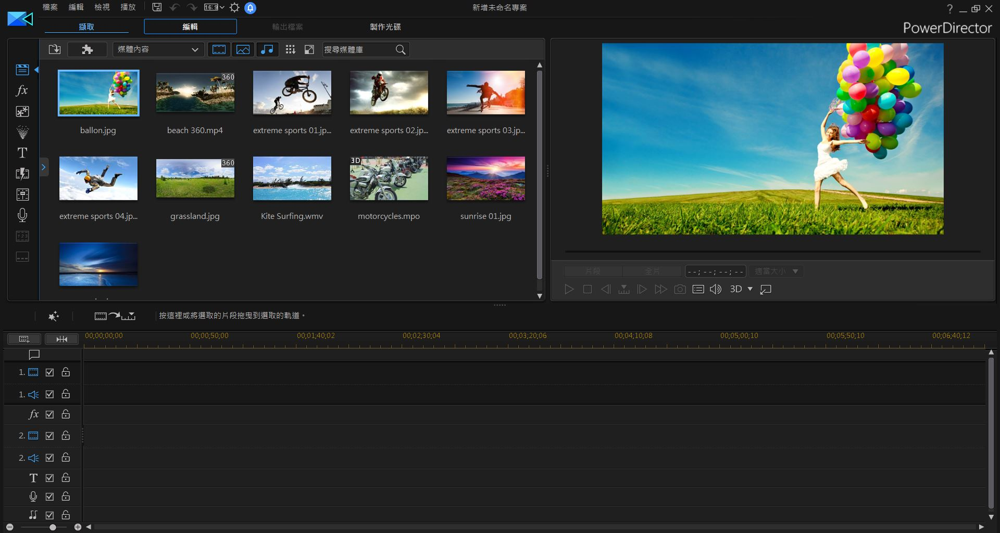 檔案 編輯 檢視 播放 16:9 新增未命名專案 ?
擷取 編輯 輸出檔案 製作光碟 PowerDirector
媒體內容 搜尋媒體庫
360
ballon.jpg beach 360.mp4 extreme sports 01.jp... extreme sports 02.jp... extreme sports 03.jp...
360 3D
extreme sports 04.jp... grassland.jpg Kite Surfing.wmv motorcycles.mpo sunrise 01.jpg
fx
T
1 2 3
片段 全片 --;--;--;-- 適當大小
3D
按這裡或將選取的片段拖曳到選取的軌道。
00;00;00;00 00;00;50;00 00;01;40;02 00;02;30;04 00;03;20;06 00;04;10;08 00;05;00;10 00;05;50;10 00;06;40;12
1.
1.
fx
2.
2.
T